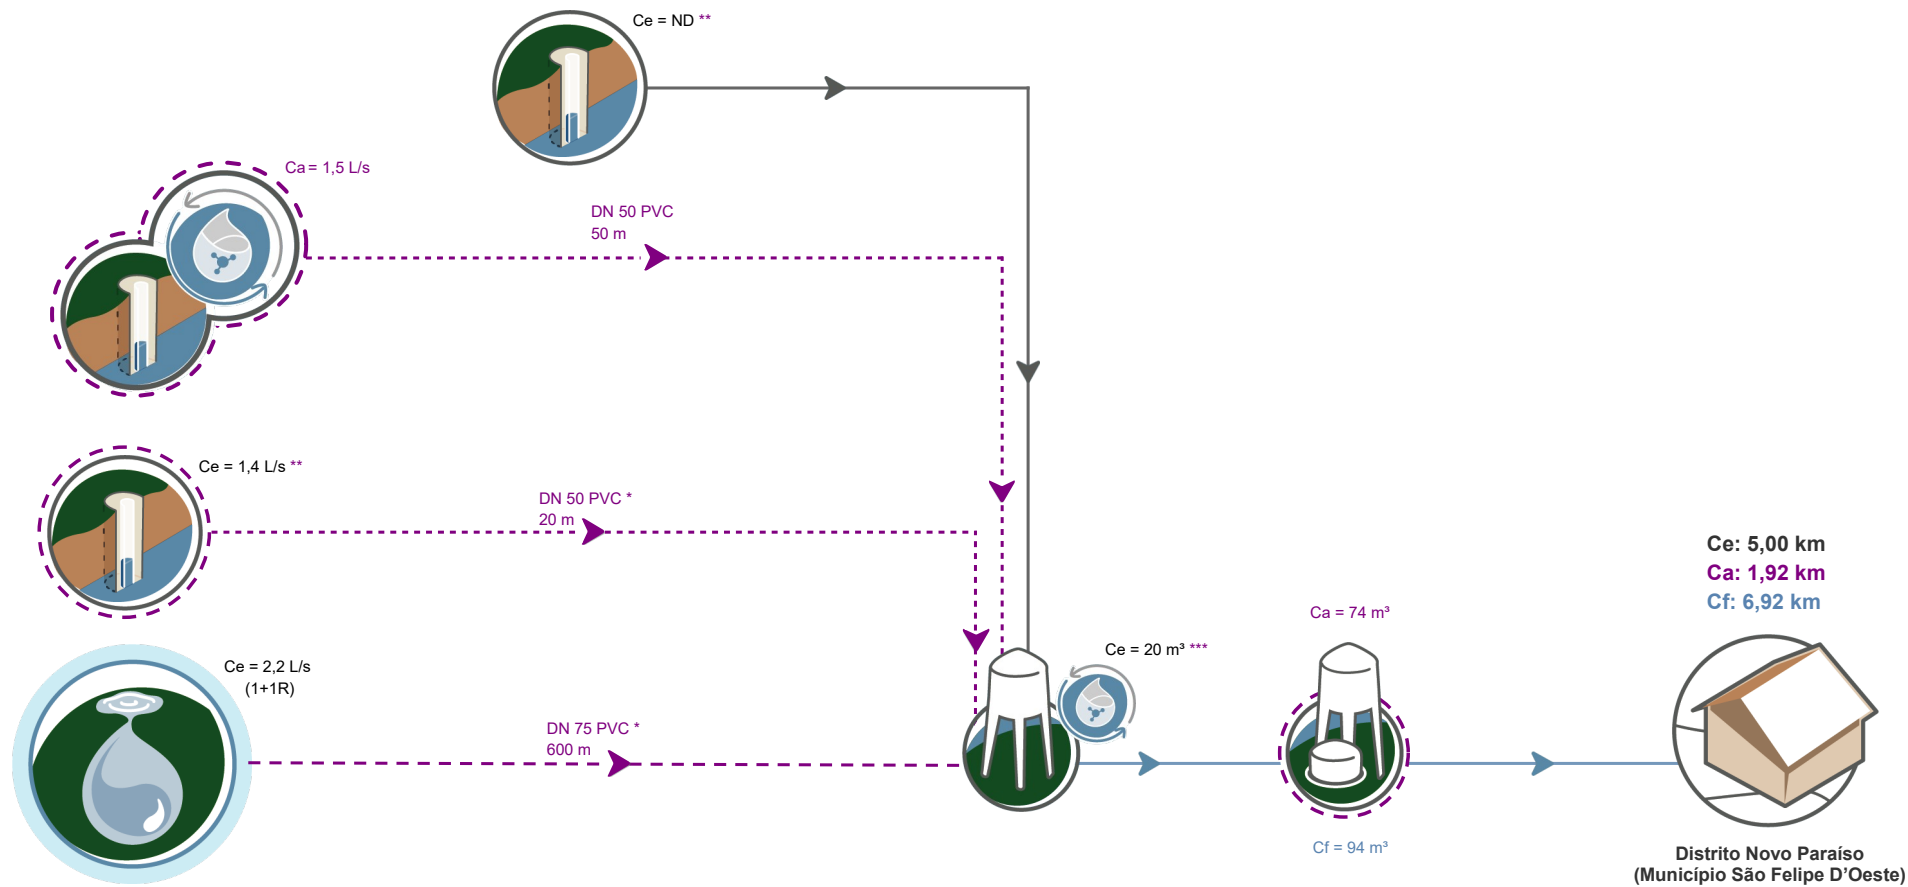 Ce = ND **
Ca = 1,5 L/s
DN 50 PVC
50 m
Ce = 1,4 L/s **
DN 50 PVC *
20 m
Ce: 5,00 km
Ca: 1,92 km
Cf: 6,92 km
Ca = 74 m³
Ce = 20 m³ ***
Ce = 2,2 L/s
(1+1R)
DN 75 PVC *
600 m
Cf = 94 m³
Distrito Novo Paraíso
(Município São Felipe D’Oeste)